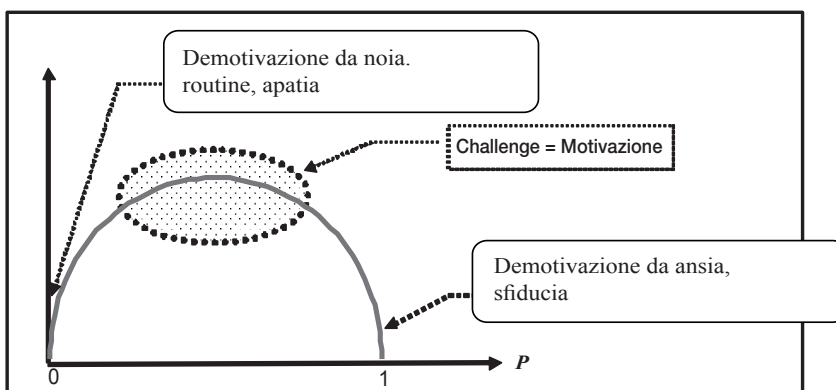 Demotivazione da noia.
routine, apatia
Challenge = Motivazione
Demotivazione da ansia,
sfiducia
P
0
1